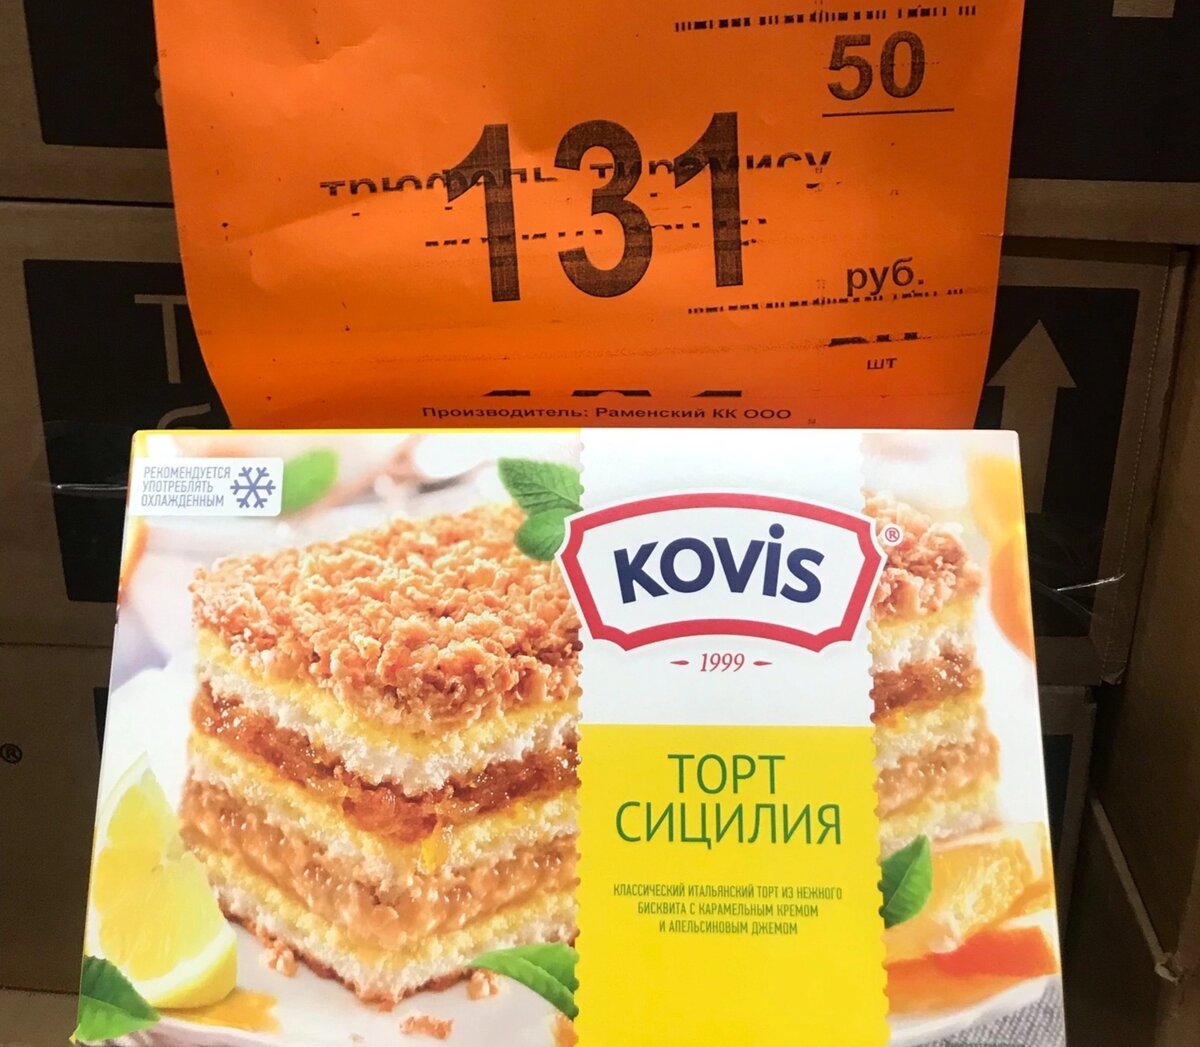 50
131
руб.
шт
Производитель: Раменский КК ООО
РЕКОМЕНДУЕТСЯ
УПОТРЕБЛЯТЬ
ОХЛАЖДЕННЫМ
KOVIS ®
1999
ТОРТ
СИЦИЛИЯ
КЛАССИЧЕСКИЙ ИТАЛЬЯНСКИЙ ТОРТ ИЗ НЕЖНОГО
БИСКВИТА С КАРАМЕЛЬНЫМ КРЕМОМ
И АПЕЛЬСИНОВЫМ ДЖЕМОМ
®